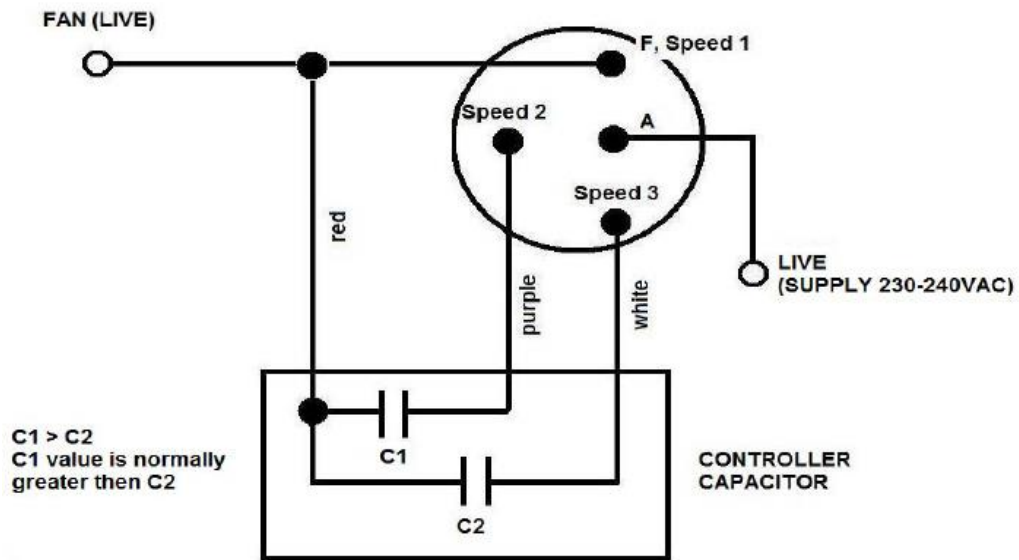 FAN (LIVE)
F, Speed 1
Speed 2
A
Speed 3
red
purple
white
LIVE
(SUPPLY 230-240VAC)
C1 > C2
C1 value is normally
greater then C2
C1
C2
CONTROLLER
CAPACITOR